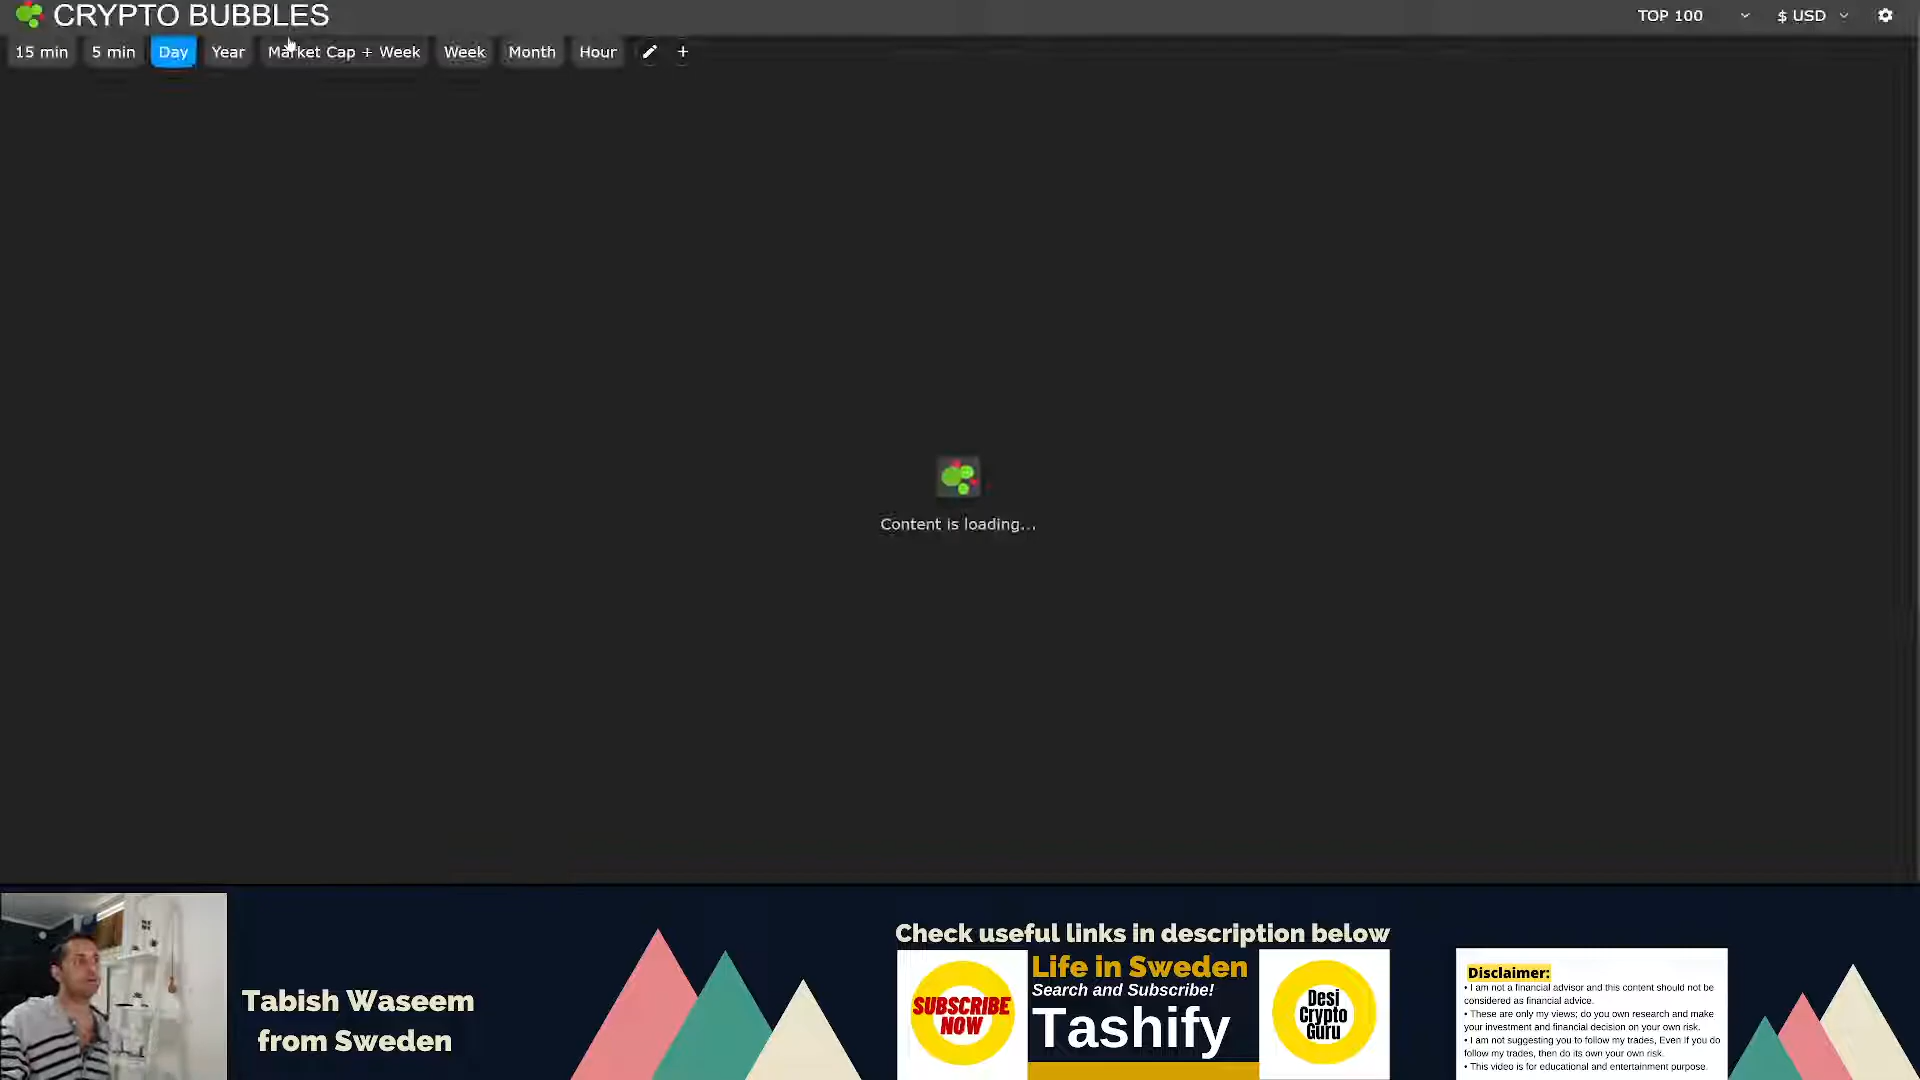 CRYPTO BUBBLES
TOP 100
$ USD
15 min
5 min
Day
Year
Market Cap + Week
Week
Month
Hour
+
Content is loading...
Tabish Waseem
from Sweden
Check useful links in description below
SUBSCRIBE
NOW
Life in Sweden
Search and Subscribe!
Tashify
Desi
Crypto
Guru
Disclaimer:
• I am not a financial advisor and this content should not be
considered as financial advice.
• These are only my views; do you own research and make
your investment and financial decision on your own risk.
• I am not suggesting you to follow my trades, Even if you do
follow my trades, then do its own your own risk.
• This video is for educational and entertainment purpose.